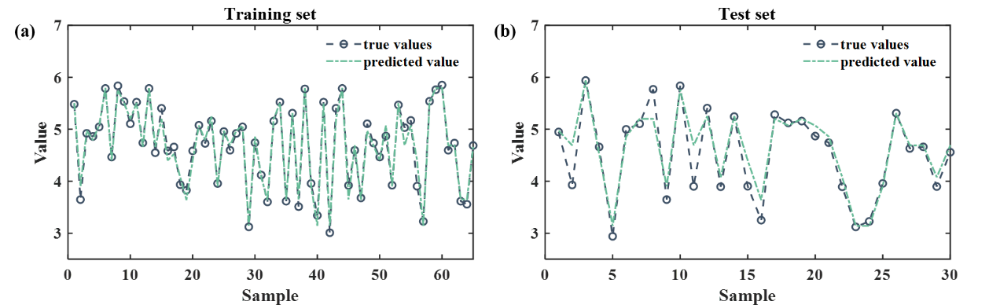 Training set
(a)
7
6
5
4
3
Value
0 10 20 30 40 50 60
Sample
true values
predicted value
Test set
(b)
7
6
5
4
3
Value
0 5 10 15 20 25 30
Sample
true values
predicted value